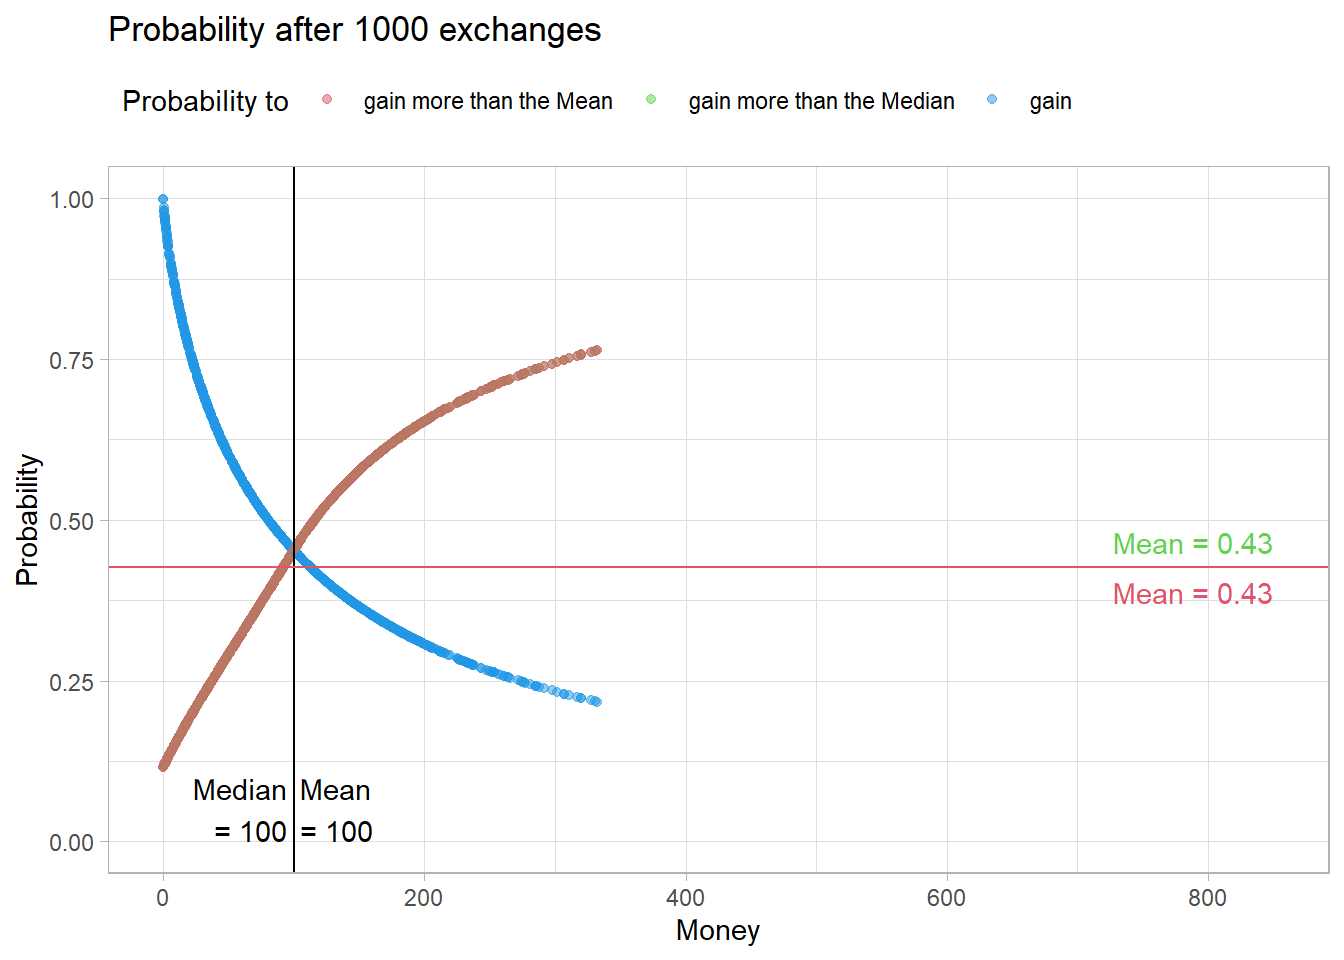 Probability after 1000 exchanges
Probability to gain more than the Mean gain more than the Median gain
1.00
0.75
0.50
0.25
0.00
Probability
Mean = 0.43
Mean = 0.43
Median Mean
= 100 = 100
0 200 400 600 800
Money